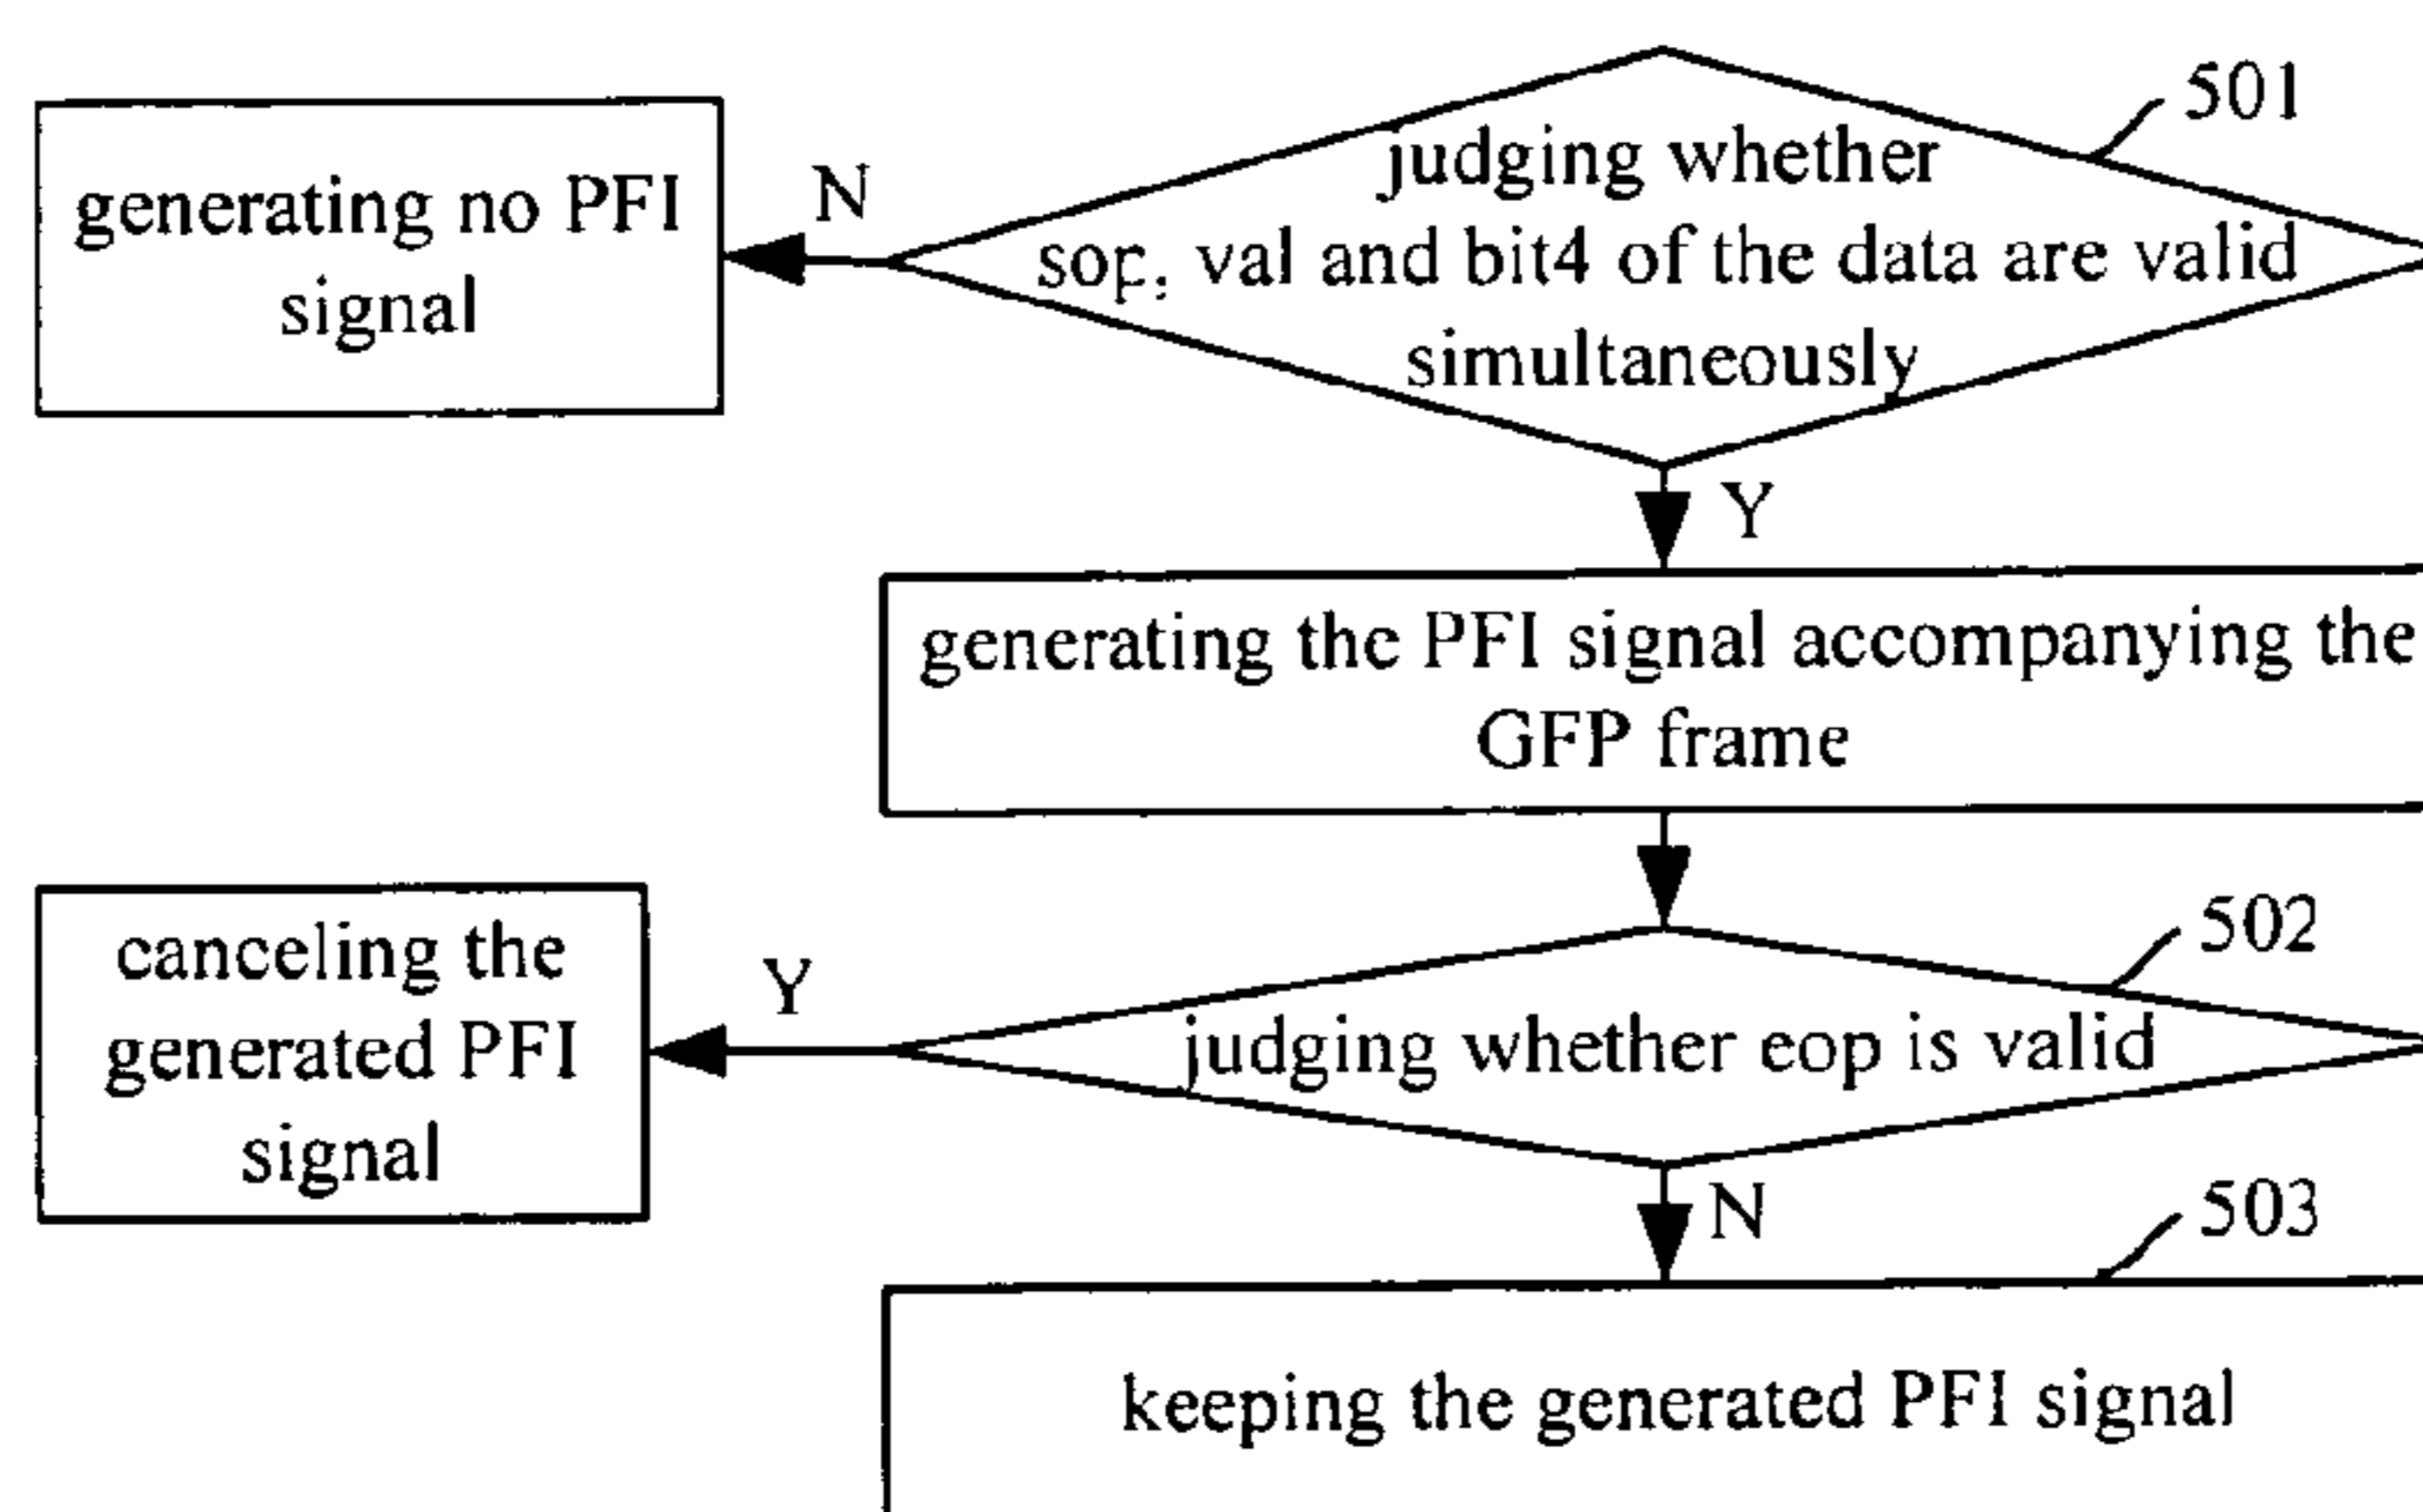 501
judging whether
generating no PFI
signal
N
sop, val and bit4 of the data are valid
simultaneously
Y
generating the PFI signal accompanying the
GFP frame
502
canceling the
generated PFI
signal
Y
judging whether eop is valid
N
503
keeping the generated PFI signal